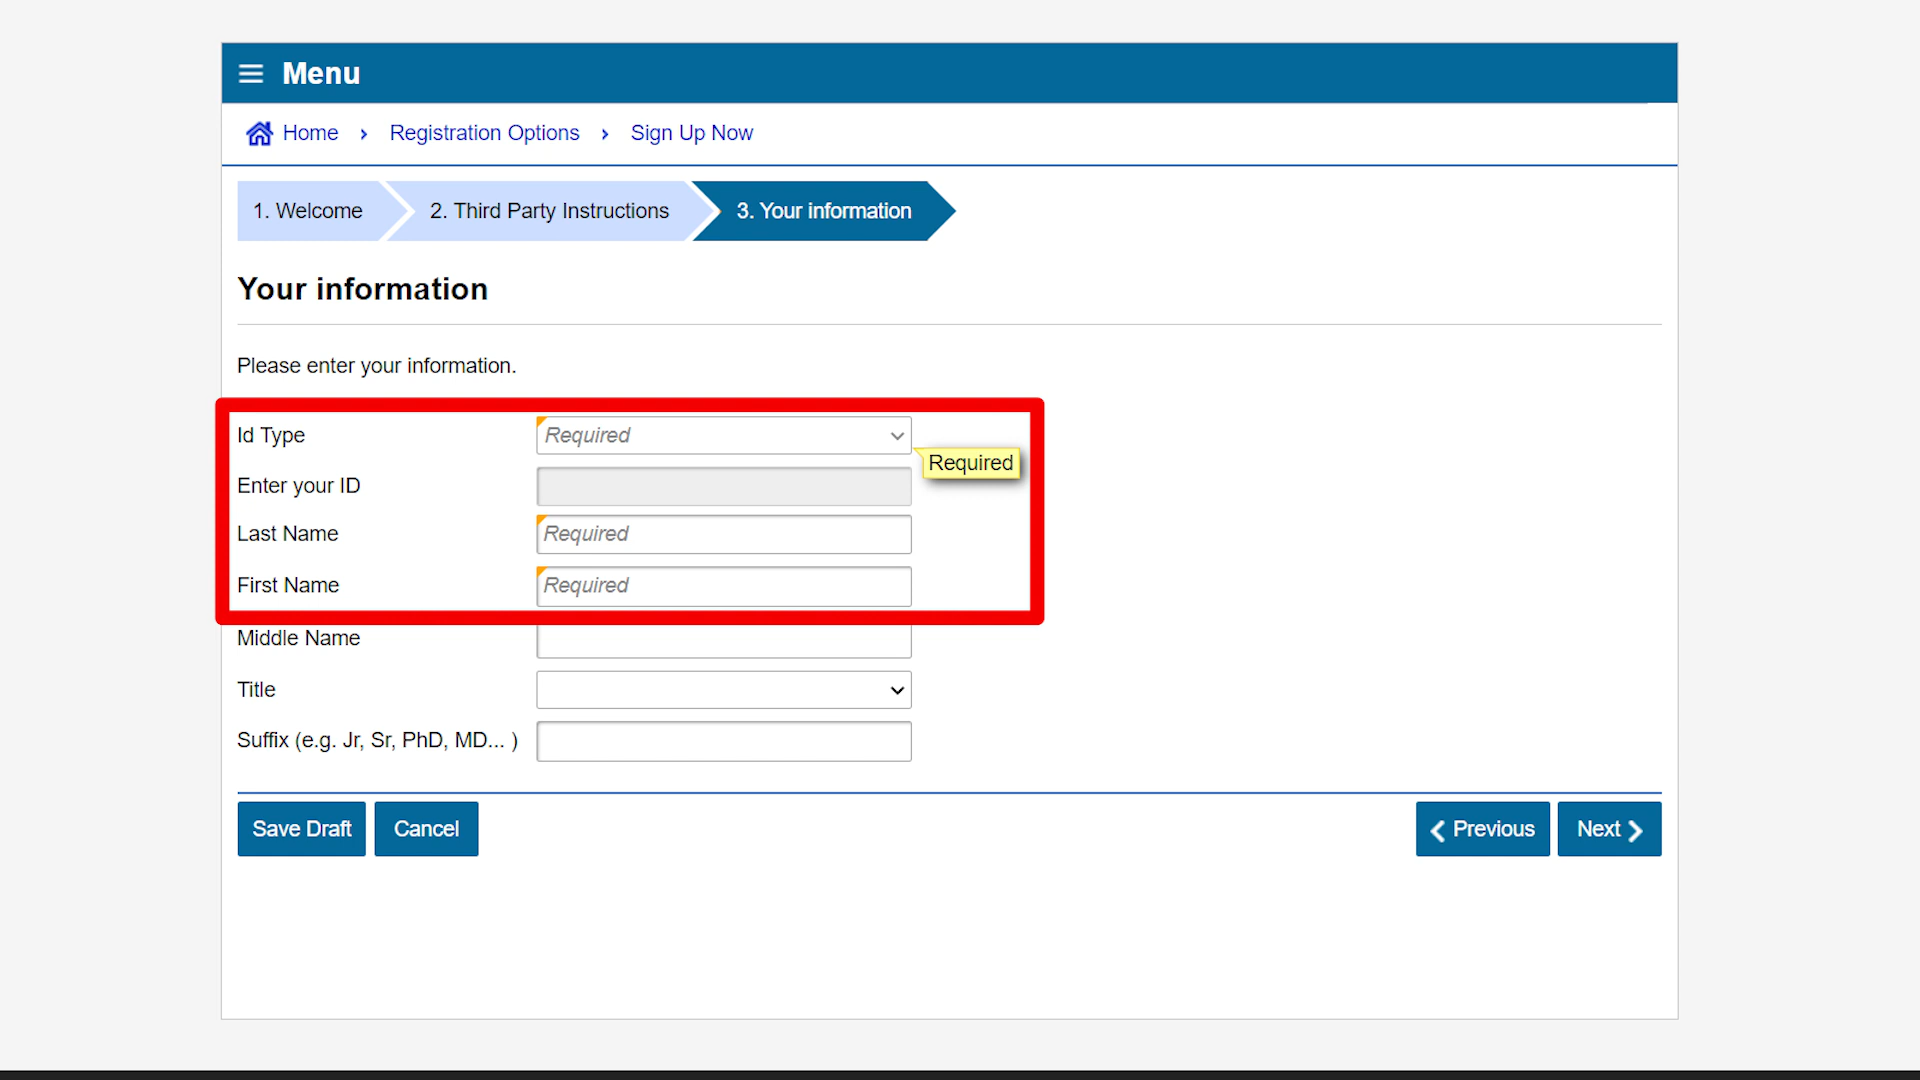 Menu
Home › Registration Options › Sign Up Now
1. Welcome 2. Third Party Instructions 3. Your information
Your information
Please enter your information.
Id Type Required
Required
Enter your ID
Last Name Required
First Name Required
Middle Name
Title
Suffix (e.g. Jr, Sr, PhD, MD... )
Save Draft Cancel Previous Next